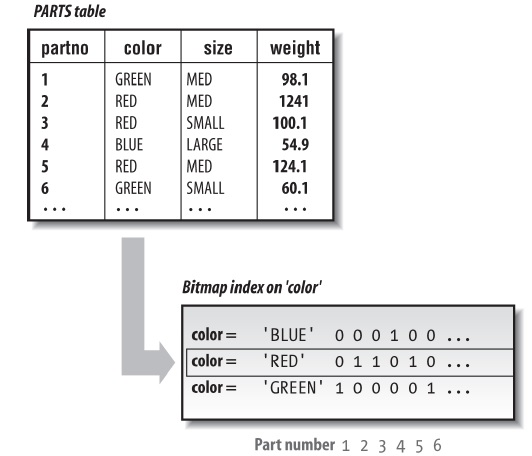 PARTS table
partno color size weight
1 GREEN MED 98.1
2 RED MED 1241
3 RED SMALL 100.1
4 BLUE LARGE 54.9
5 RED MED 124.1
6 GREEN SMALL 60.1
... ... ... ...
Bitmap index on 'color'
color = 'BLUE' 0 0 0 1 0 0 ...
color = 'RED' 0 1 1 0 1 0 ...
color = 'GREEN' 1 0 0 0 0 1 ...
Part number 1 2 3 4 5 6